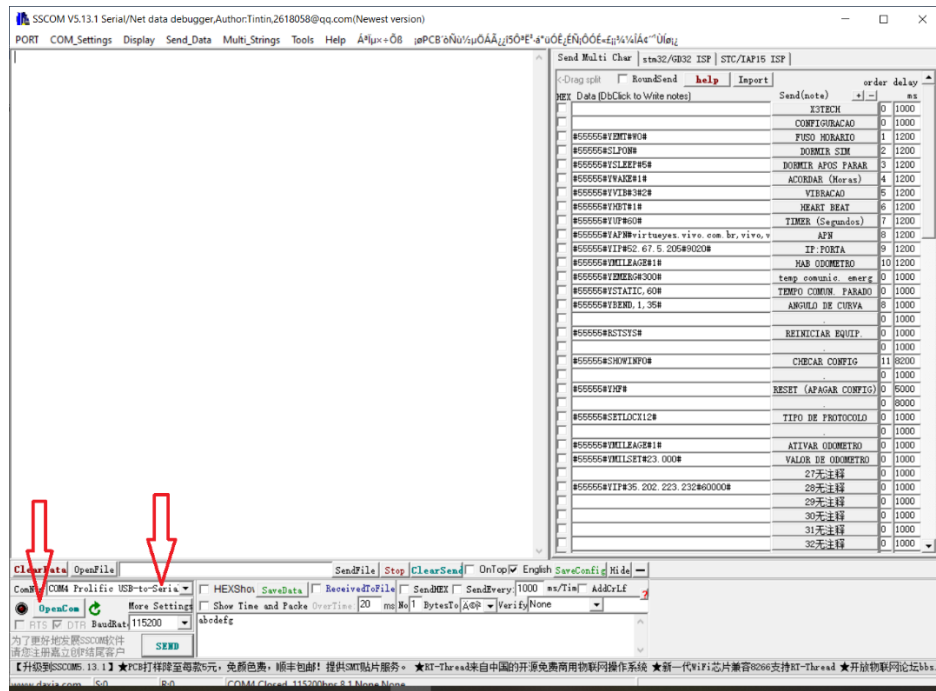 SSCOM V5.13.1 Serial/Net data debugger,Author:Tintin,2618058@qq.com(Newest version)
PORT COM_Settings Display Send_Data Multi_Strings Tools Help
Send Multi Char stm32/GD32 ISP STC/IAP15 ISP
<-Drag split RoundSend help Import order delay
HEX Data (DbClick to Write notes) Send(note) + - ms
X3TECH 0 1000
CONFIGURACAO 0 1000
#55555#YEMT#W0# FUSO HORARIO 1 1200
#55555#SLPON# DORMIR SIM 2 1200
#55555#YSLEEP#5# DORMIR APOS PARAR 3 1200
#55555#YWAKE#1# ACORDAR (Horas) 4 1200
#55555#YVIB#3#2# VIBRACAO 5 1200
#55555#YHBT#1# HEART BEAT 6 1200
#55555#YUP#60# TIMER (Segundos) 7 1200
#55555#YAPN#virtueyes.vivo.com.br,vivo,v APN 8 1200
#55555#YIP#52.67.5.205#9020# IP:PORTA 9 1200
#55555#YMILEAGE#1# HAB ODOMETRO 10 1200
#55555#YEMERG#300# temp comunic. emerg 0 1000
#55555#YSTATIC,60# TEMPO COMUN. PARADO 0 1000
#55555#YBEND,1,35# ANGULO DE CURVA 8 1000
. 0 1000
#55555#RSTSYS# REINICIAR EQUIP. 0 1000
. 0 1000
#55555#SHOWINFO# CHECAR CONFIG 11 8200
. 0 1000
#55555#YHF# RESET (APAGAR CONFIG) 0 5000
. 0 8000
#55555#SETLOCX12# TIPO DE PROTOCOLO 0 1000
. 0 1000
#55555#YMILEAGE#1# ATIVAR ODOMETRO 0 1000
#55555#YMILSET#23.000# VALOR DE ODOMETRO 0 1000
27无注释 0 1000
#55555#YIP#35.202.223.232#60000# 28无注释 0 1000
29无注释 0 1000
30无注释 0 1000
31无注释 0 1000
32无注释 0 1000
ClearData OpenFile SendFile Stop ClearSend OnTop English SaveConfig Hide —
COM4 Prolific USB-to-Seria HEXShow SaveData ReceivedToFile SendHEX SendEvery: 1000 ms/Tim AddCrLf
OpenCom More Settings Show Time and Packe OverTime 20 ms No 1 BytesTo Verify None
RTS DTR BaudRat: 115200 abcdefg
为了更好地发展SSCOM软件
请您注册嘉立创F结尾客户 SEND
【升级到SSCOM5.13.1】★PCB打样降至每款5元，免颜色费，顺丰包邮！提供SMT贴片服务。 ★RT-Thread来自中国的开源免费商用物联网操作系统 ★新一代WiFi芯片兼容8266支持RT-Thread ★开放物联网论坛bbs.
www.daxia.com S:0 R:0 COM4 Closed 115200bps,8,1,None,None